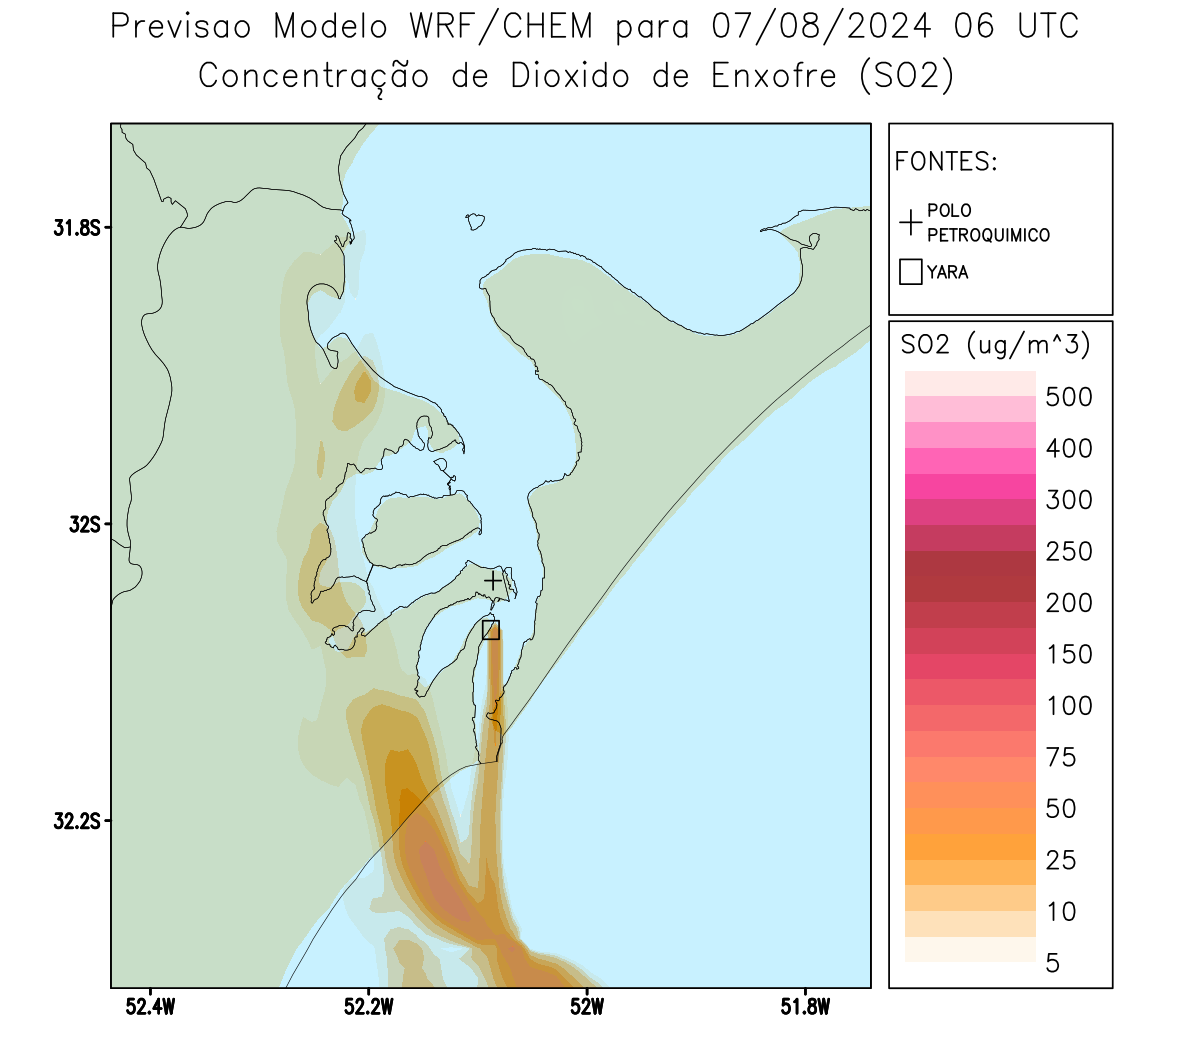 Previsao Modelo WRF/CHEM para 07/08/2024 06 UTC
Concentração de Dioxido de Enxofre (SO2)
FONTES:
POLO
PETROQUIMICO
YARA
SO2 (ug/m^3)
500
400
300
250
200
150
100
75
50
25
10
5
31.8S
32S
32.2S
52.4W
52.2W
52W
51.8W